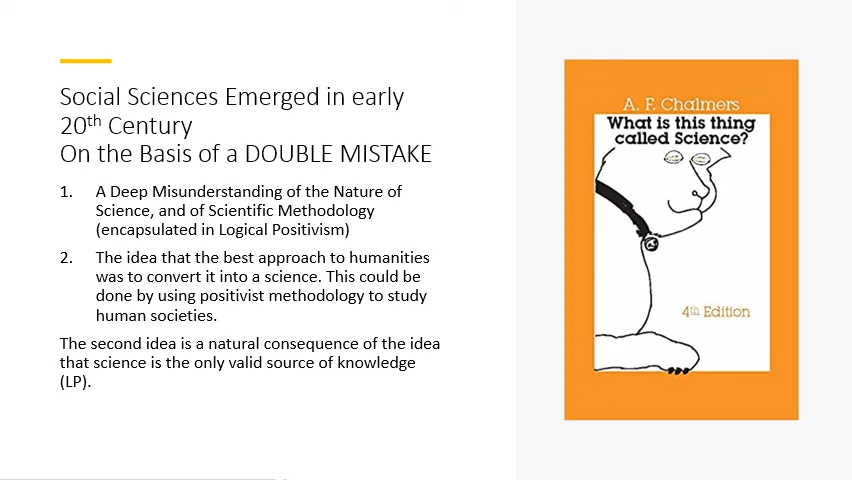 Social Sciences Emerged in early
20th Century
On the Basis of a DOUBLE MISTAKE
1. A Deep Misunderstanding of the Nature of
Science, and of Scientific Methodology
(encapsulated in Logical Positivism)
2. The idea that the best approach to humanities
was to convert it into a science. This could be
done by using positivist methodology to study
human societies.
The second idea is a natural consequence of the idea
that science is the only valid source of knowledge
(LP).
A. F. Chalmers
What is this thing
called Science?
4th Edition